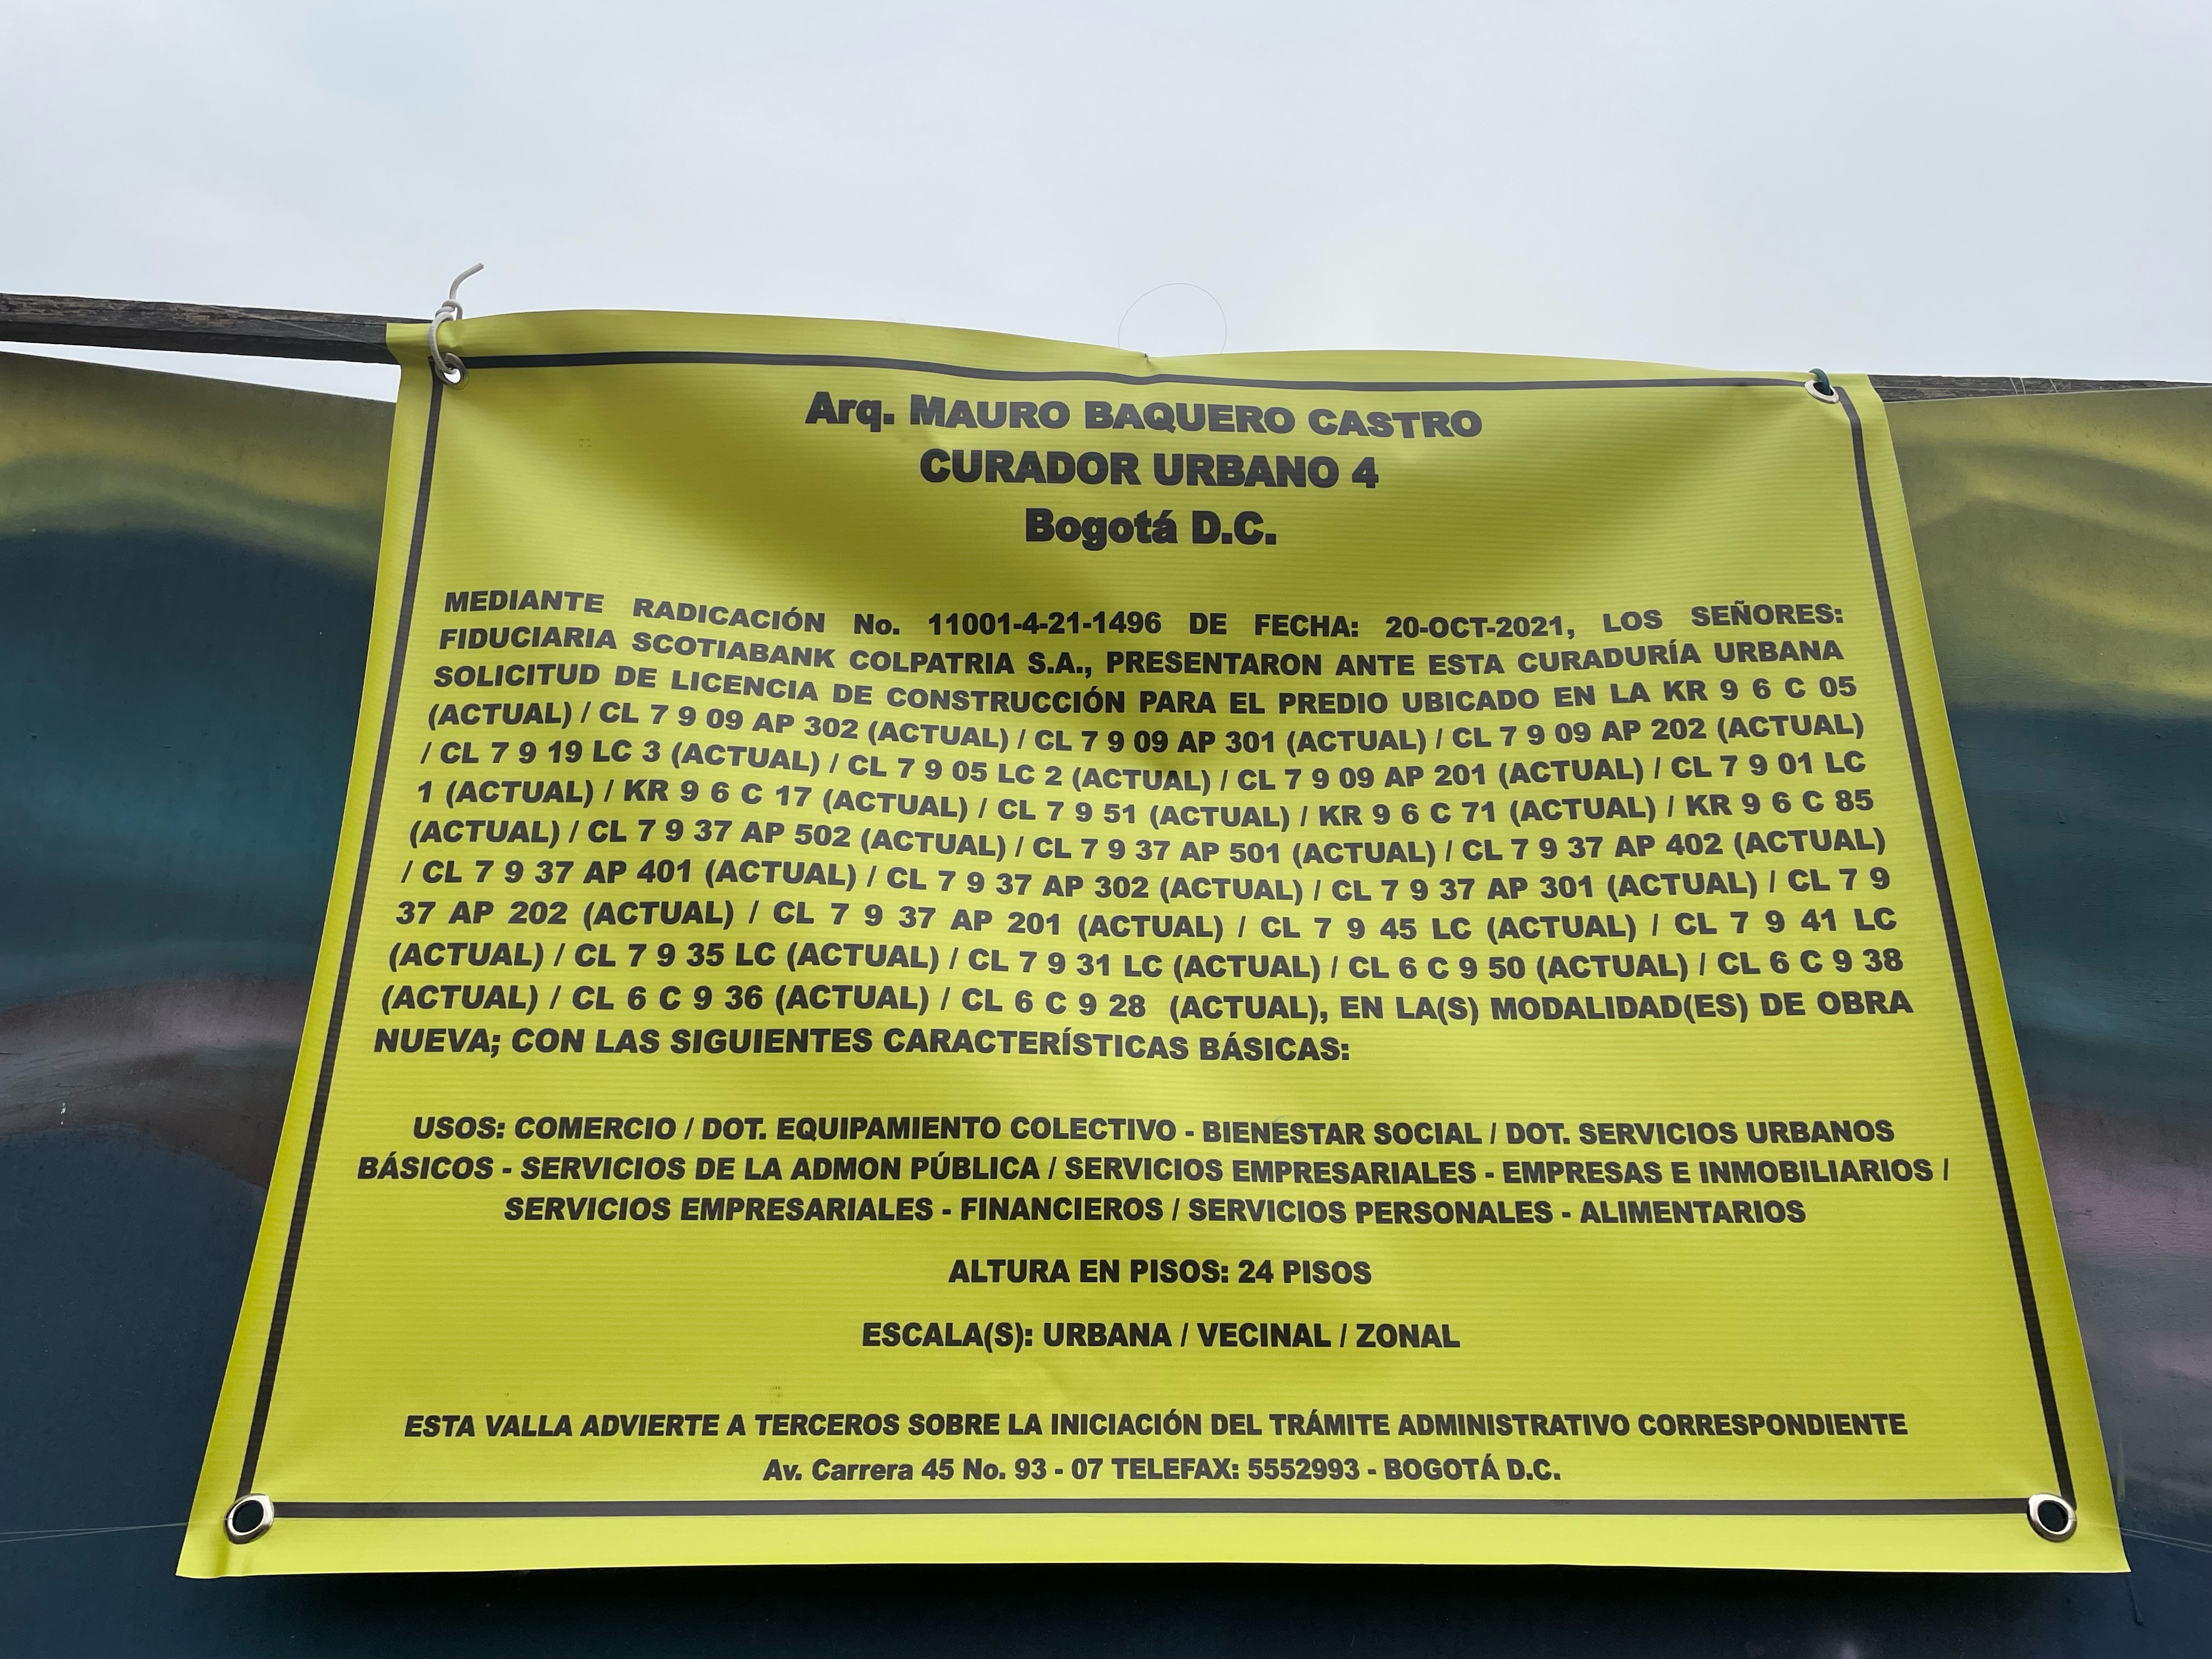 Arq. MAURO BAQUERO CASTRO
CURADOR URBANO 4
Bogotá D.C.
MEDIANTE RADICACIÓN No. 11001-4-21-1496 DE FECHA: 20-OCT-2021, LOS SEÑORES:
FIDUCIARIA SCOTIABANK COLPATRIA S.A., PRESENTARON ANTE ESTA CURADURÍA URBANA
SOLICITUD DE LICENCIA DE CONSTRUCCIÓN PARA EL PREDIO UBICADO EN LA KR 9 6 C 05
(ACTUAL) / CL 7 9 09 AP 302 (ACTUAL) / CL 7 9 09 AP 301 (ACTUAL) / CL 7 9 09 AP 202 (ACTUAL)
/ CL 7 9 19 LC 3 (ACTUAL) / CL 7 9 05 LC 2 (ACTUAL) / CL 7 9 09 AP 201 (ACTUAL) / CL 7 9 01 LC
1 (ACTUAL) / KR 9 6 C 17 (ACTUAL) / CL 7 9 51 (ACTUAL) / KR 9 6 C 71 (ACTUAL) / KR 9 6 C 85
(ACTUAL) / CL 7 9 37 AP 502 (ACTUAL) / CL 7 9 37 AP 501 (ACTUAL) / CL 7 9 37 AP 402 (ACTUAL)
/ CL 7 9 37 AP 401 (ACTUAL) / CL 7 9 37 AP 302 (ACTUAL) / CL 7 9 37 AP 301 (ACTUAL) / CL 7 9
37 AP 202 (ACTUAL) / CL 7 9 37 AP 201 (ACTUAL) / CL 7 9 45 LC (ACTUAL) / CL 7 9 41 LC
(ACTUAL) / CL 7 9 35 LC (ACTUAL) / CL 7 9 31 LC (ACTUAL) / CL 6 C 9 50 (ACTUAL) / CL 6 C 9 38
(ACTUAL) / CL 6 C 9 36 (ACTUAL) / CL 6 C 9 28 (ACTUAL), EN LA(S) MODALIDAD(ES) DE OBRA
NUEVA; CON LAS SIGUIENTES CARACTERÍSTICAS BÁSICAS:
USOS: COMERCIO / DOT. EQUIPAMIENTO COLECTIVO - BIENESTAR SOCIAL / DOT. SERVICIOS URBANOS
BÁSICOS - SERVICIOS DE LA ADMON PÚBLICA / SERVICIOS EMPRESARIALES - EMPRESAS E INMOBILIARIOS /
SERVICIOS EMPRESARIALES - FINANCIEROS / SERVICIOS PERSONALES - ALIMENTARIOS
ALTURA EN PISOS: 24 PISOS
ESCALA(S): URBANA / VECINAL / ZONAL
ESTA VALLA ADVIERTE A TERCEROS SOBRE LA INICIACIÓN DEL TRÁMITE ADMINISTRATIVO CORRESPONDIENTE
Av. Carrera 45 No. 93 - 07 TELEFAX: 5552993 - BOGOTÁ D.C.